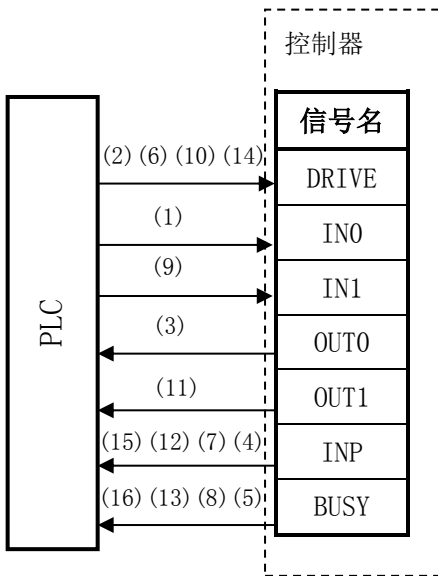 控制器
信号名
(2) (6) (10) (14)
DRIVE
(1)
IN0
(9)
IN1
PLC
(3)
OUT0
(11)
OUT1
(15) (12) (7) (4)
INP
(16) (13) (8) (5)
BUSY